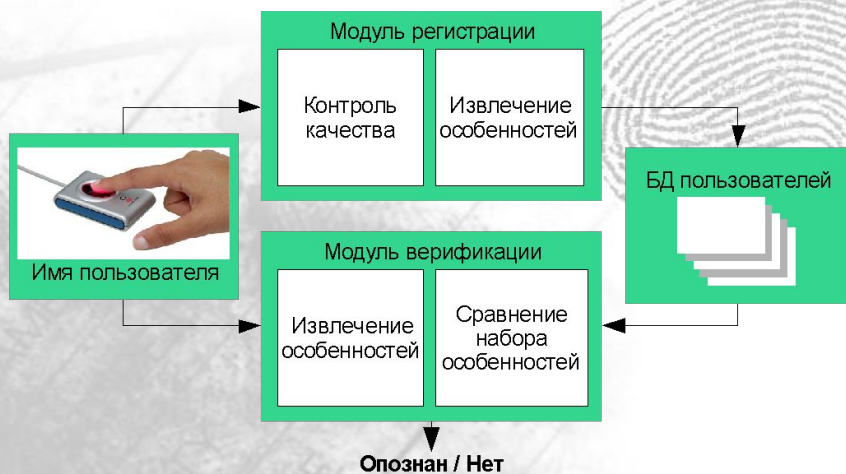 Модуль регистрации
Контроль
качества
Извлечение
особенностей
Имя пользователя
БД пользователей
Модуль верификации
Извлечение
особенностей
Сравнение
набора
особенностей
Опознан / Нет